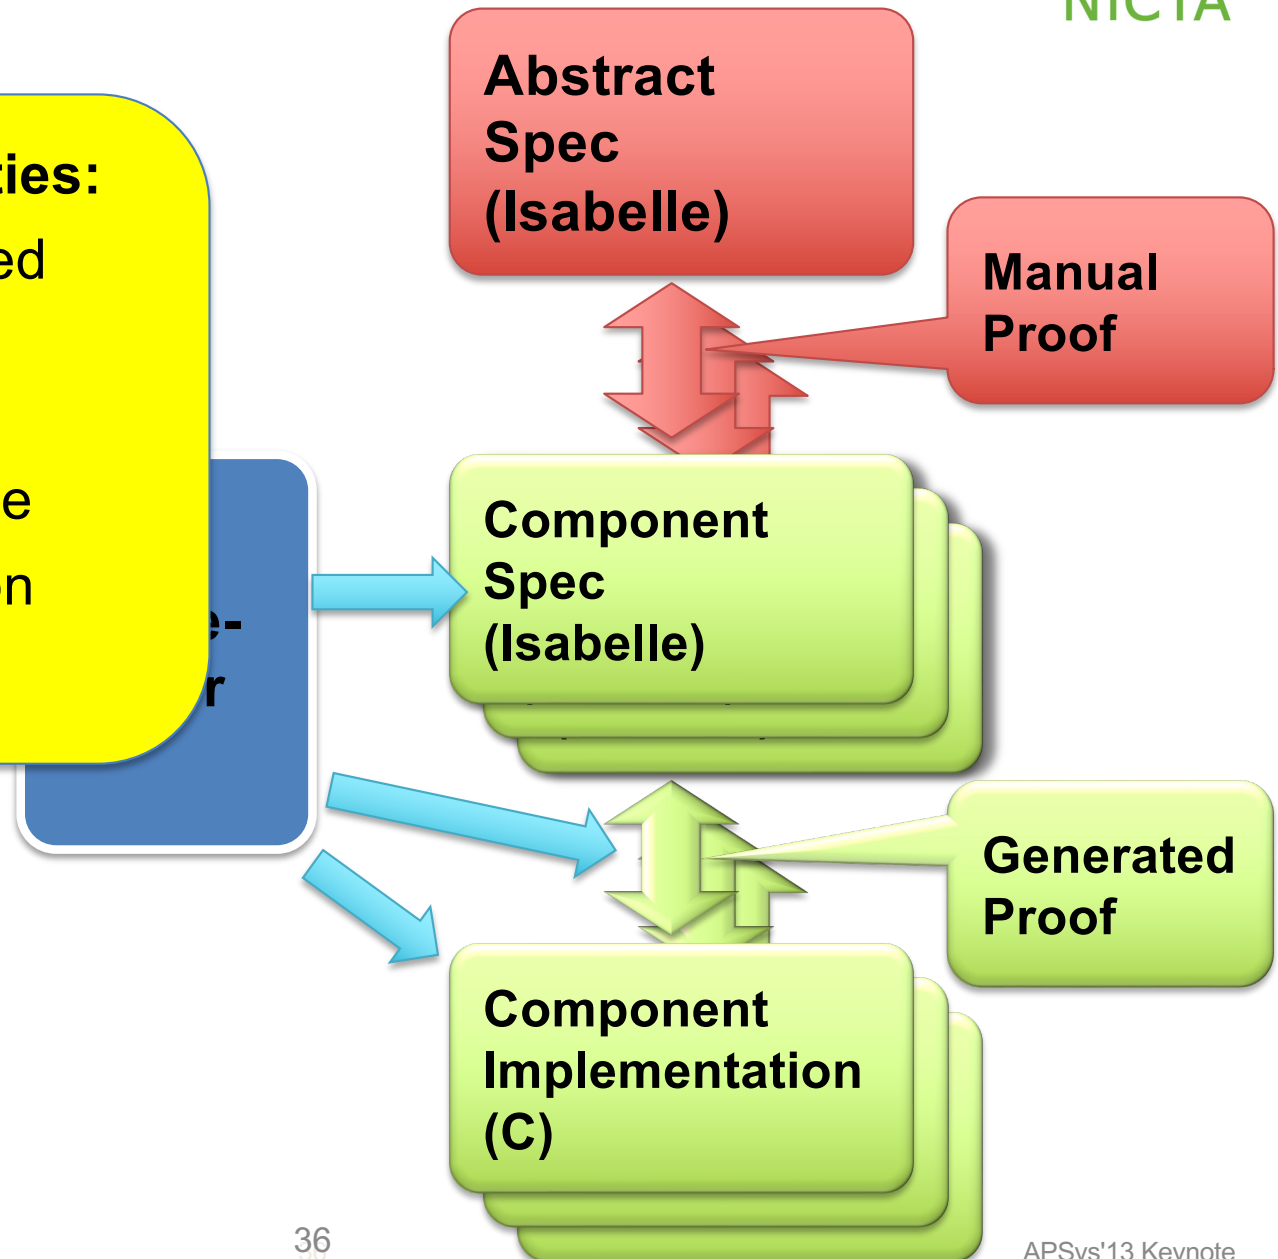 NICTA
Abstract
Spec
(Isabelle)
ties:
ed
e
on
Manual
Proof
Component
Spec
(Isabelle)
e-
r
Generated
Proof
Component
Implementation
(C)
36
APSys'13 Keynote